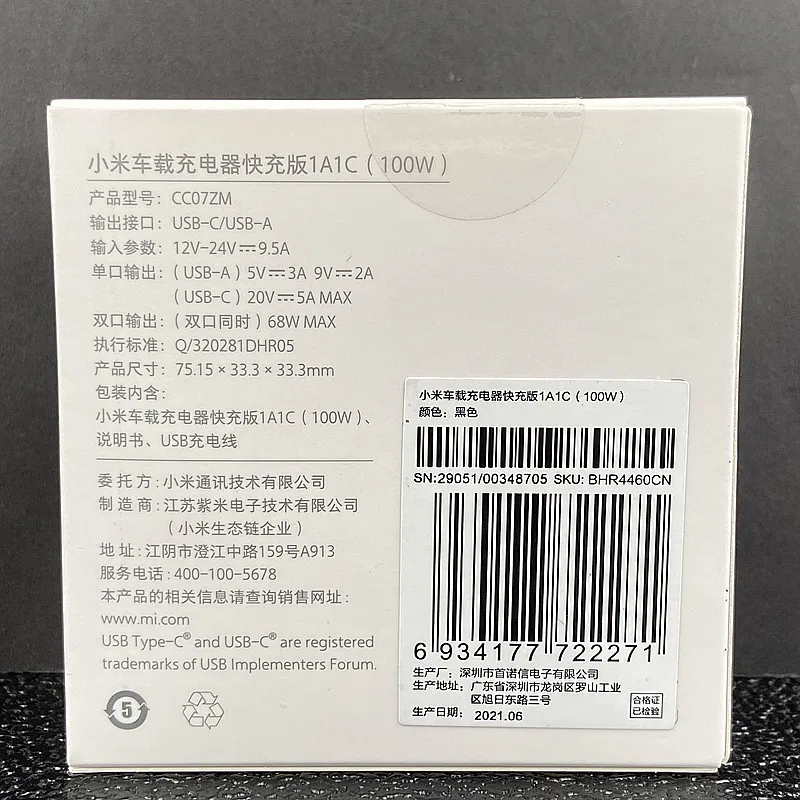 小米车载充电器快充版1A1C（100W）
产品型号：CC07ZM
输出接口：USB-C/USB-A
输入参数：12V-24V⎓9.5A
单口输出：（USB-A）5V⎓3A 9V⎓2A
（USB-C）20V⎓5A MAX
双口输出：（双口同时）68W MAX
执行标准：Q/320281DHR05
产品尺寸：75.15 × 33.3 × 33.3mm
包装内含：
小米车载充电器快充版1A1C（100W）、
说明书、USB充电线
委托方：小米通讯技术有限公司
制造商：江苏紫米电子技术有限公司
（小米生态链企业）
地址：江阴市澄江中路159号A913
服务电话：400-100-5678
本产品的相关信息请查询销售网址：
www.mi.com
USB Type-C® and USB-C® are registered
trademarks of USB Implementers Forum.
5
小米车载充电器快充版1A1C（100W）
颜色：黑色
SN:29051/00348705 SKU: BHR4460CN
6 934177 722271
生产厂：深圳市首诺信电子有限公司
生产地址：广东省深圳市龙岗区罗山工业
区旭日东路三号
生产日期：2021.06
合格证
已检验